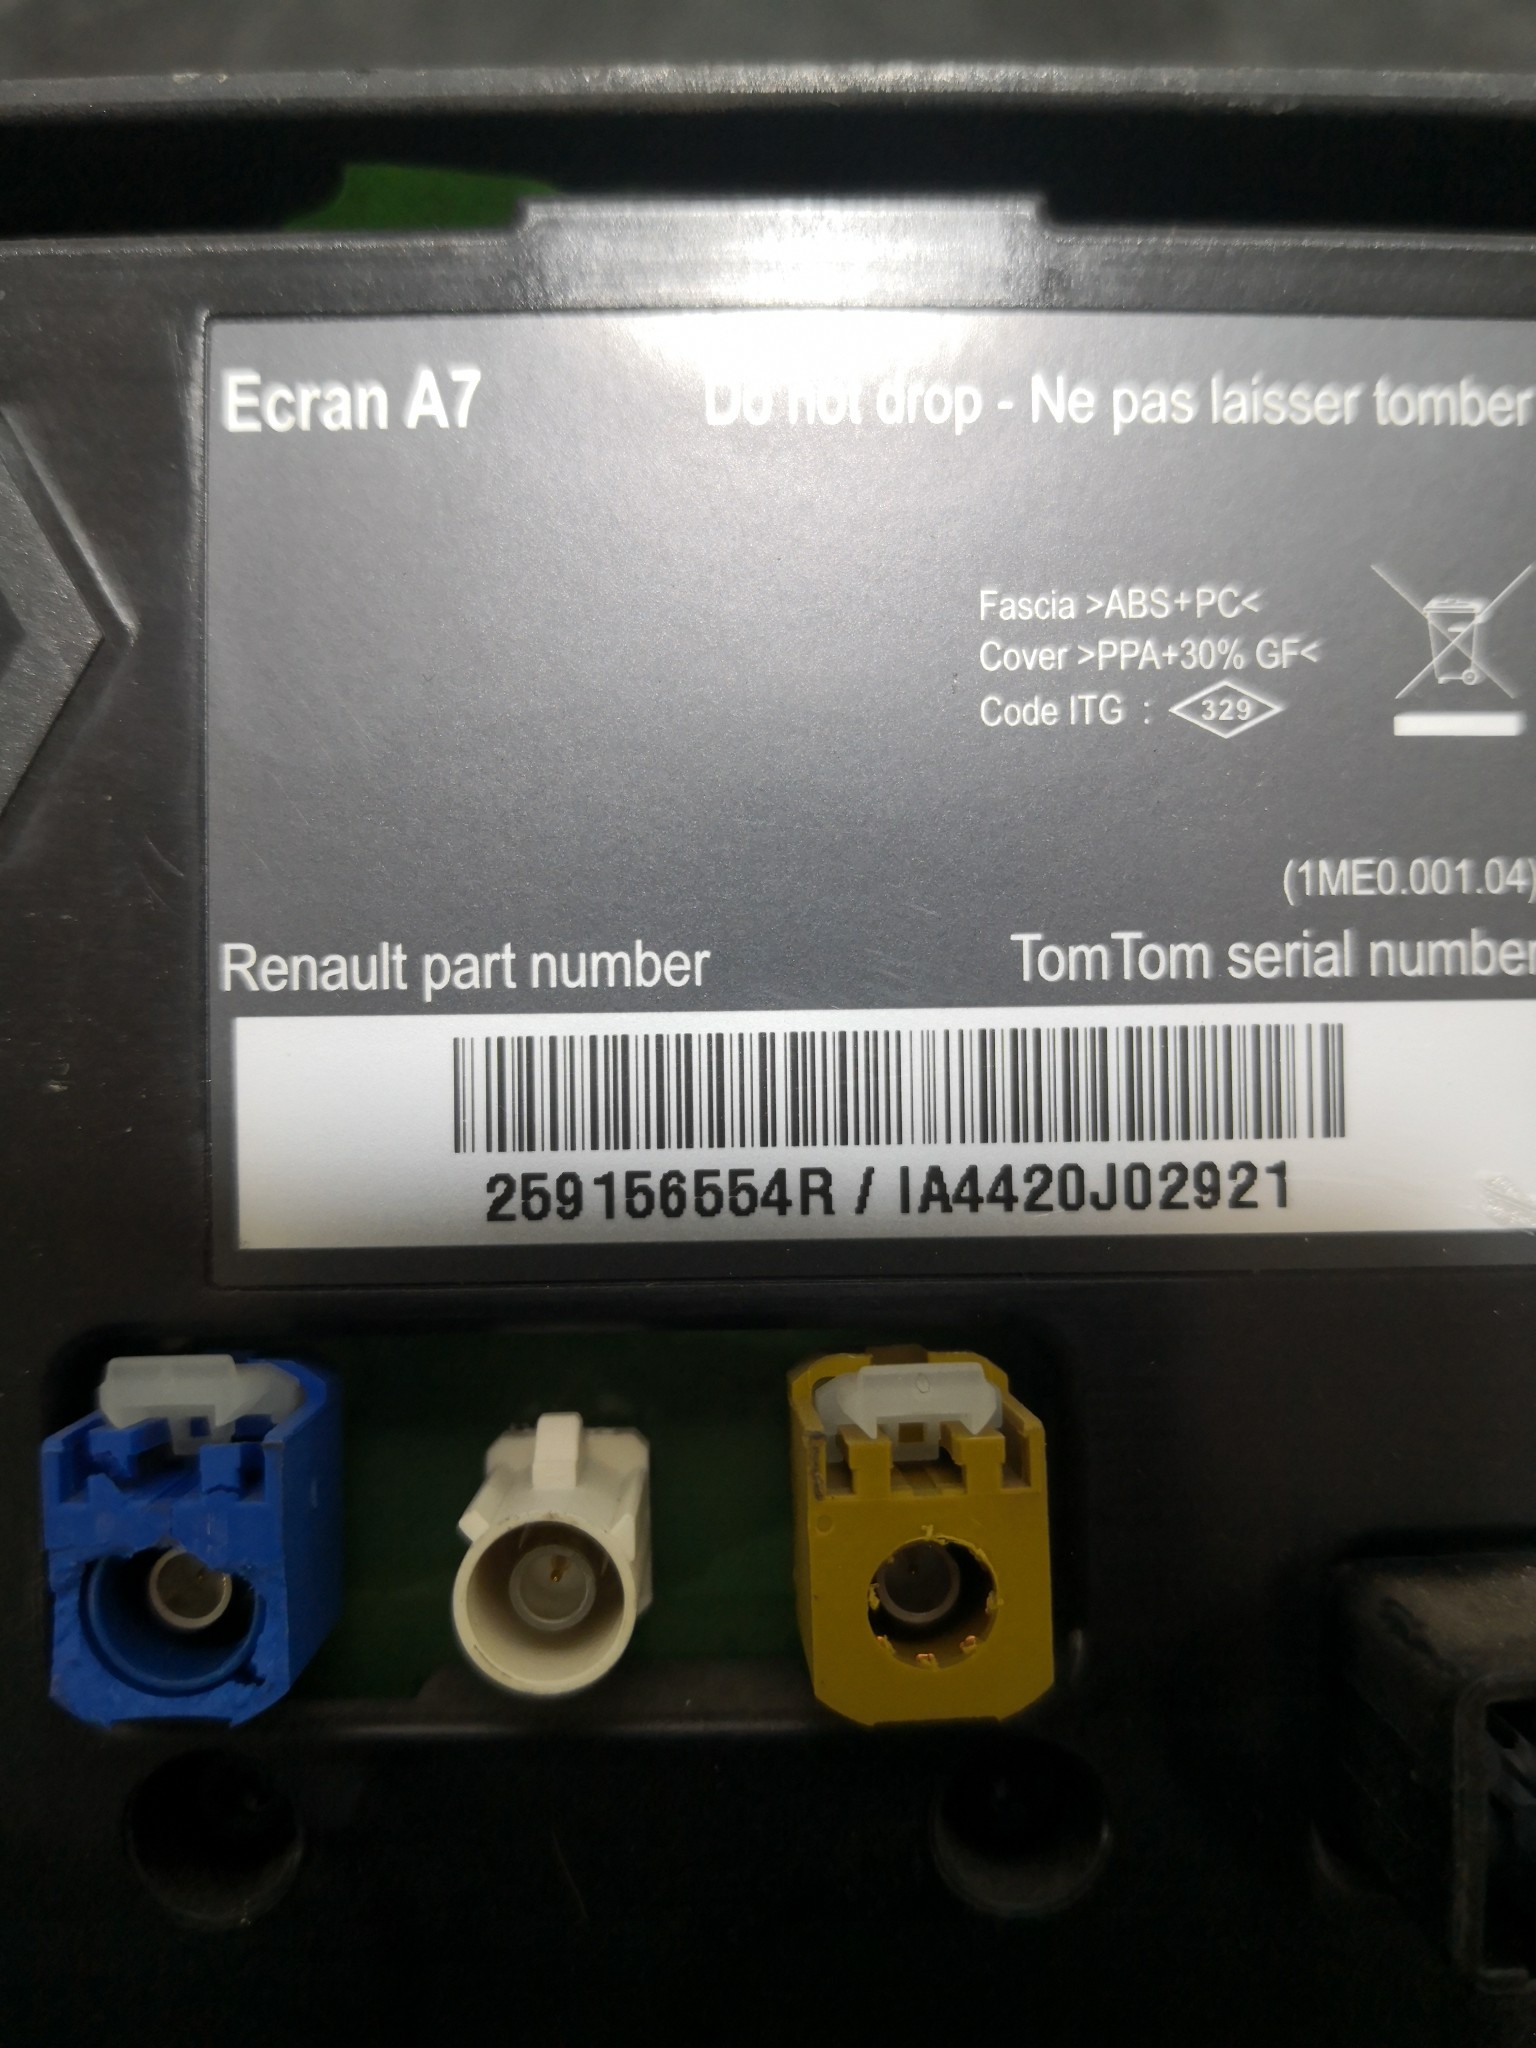 Ecran A7 Do not drop - Ne pas laisser tomber
Fascia >ABS+PC<
Cover >PPA+30% GF<
Code ITG : 329
(1ME0.001.04)
Renault part number TomTom serial number
259156554R / IA4420J02921